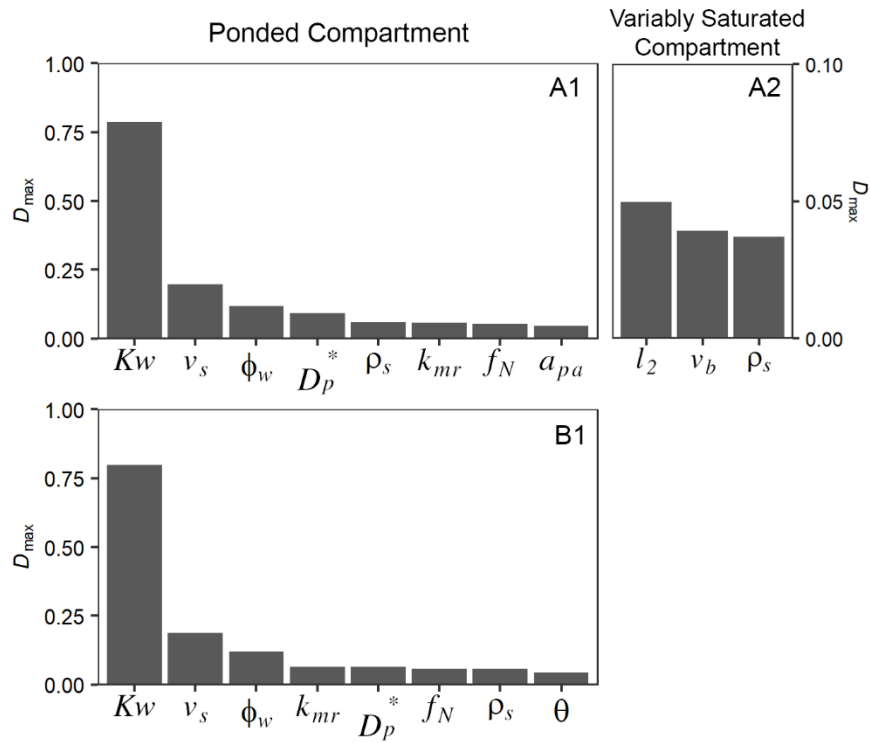 Ponded Compartment
Variably Saturated
Compartment
1.00
0.75
0.50
0.25
0.00
D_max
A1
Kw v_s ϕ_w D_p^* ρ_s k_mr f_N a_pa
A2
0.10
0.05
0.00
D_max
l_2 v_b ρ_s
1.00
0.75
0.50
0.25
0.00
D_max
B1
Kw v_s ϕ_w k_mr D_p^* f_N ρ_s θ